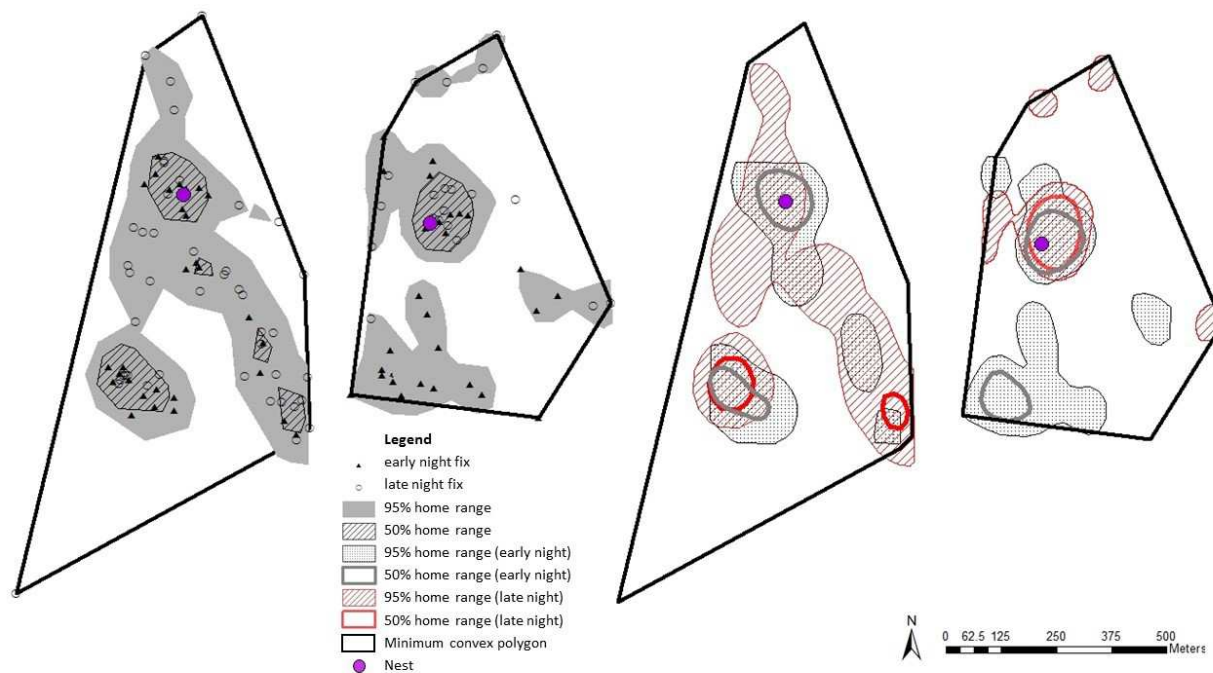 Legend
early night fix
late night fix
95% home range
50% home range
95% home range (early night)
50% home range (early night)
95% home range (late night)
50% home range (late night)
Minimum convex polygon
Nest
N
0 62.5 125 250 375 500
Meters